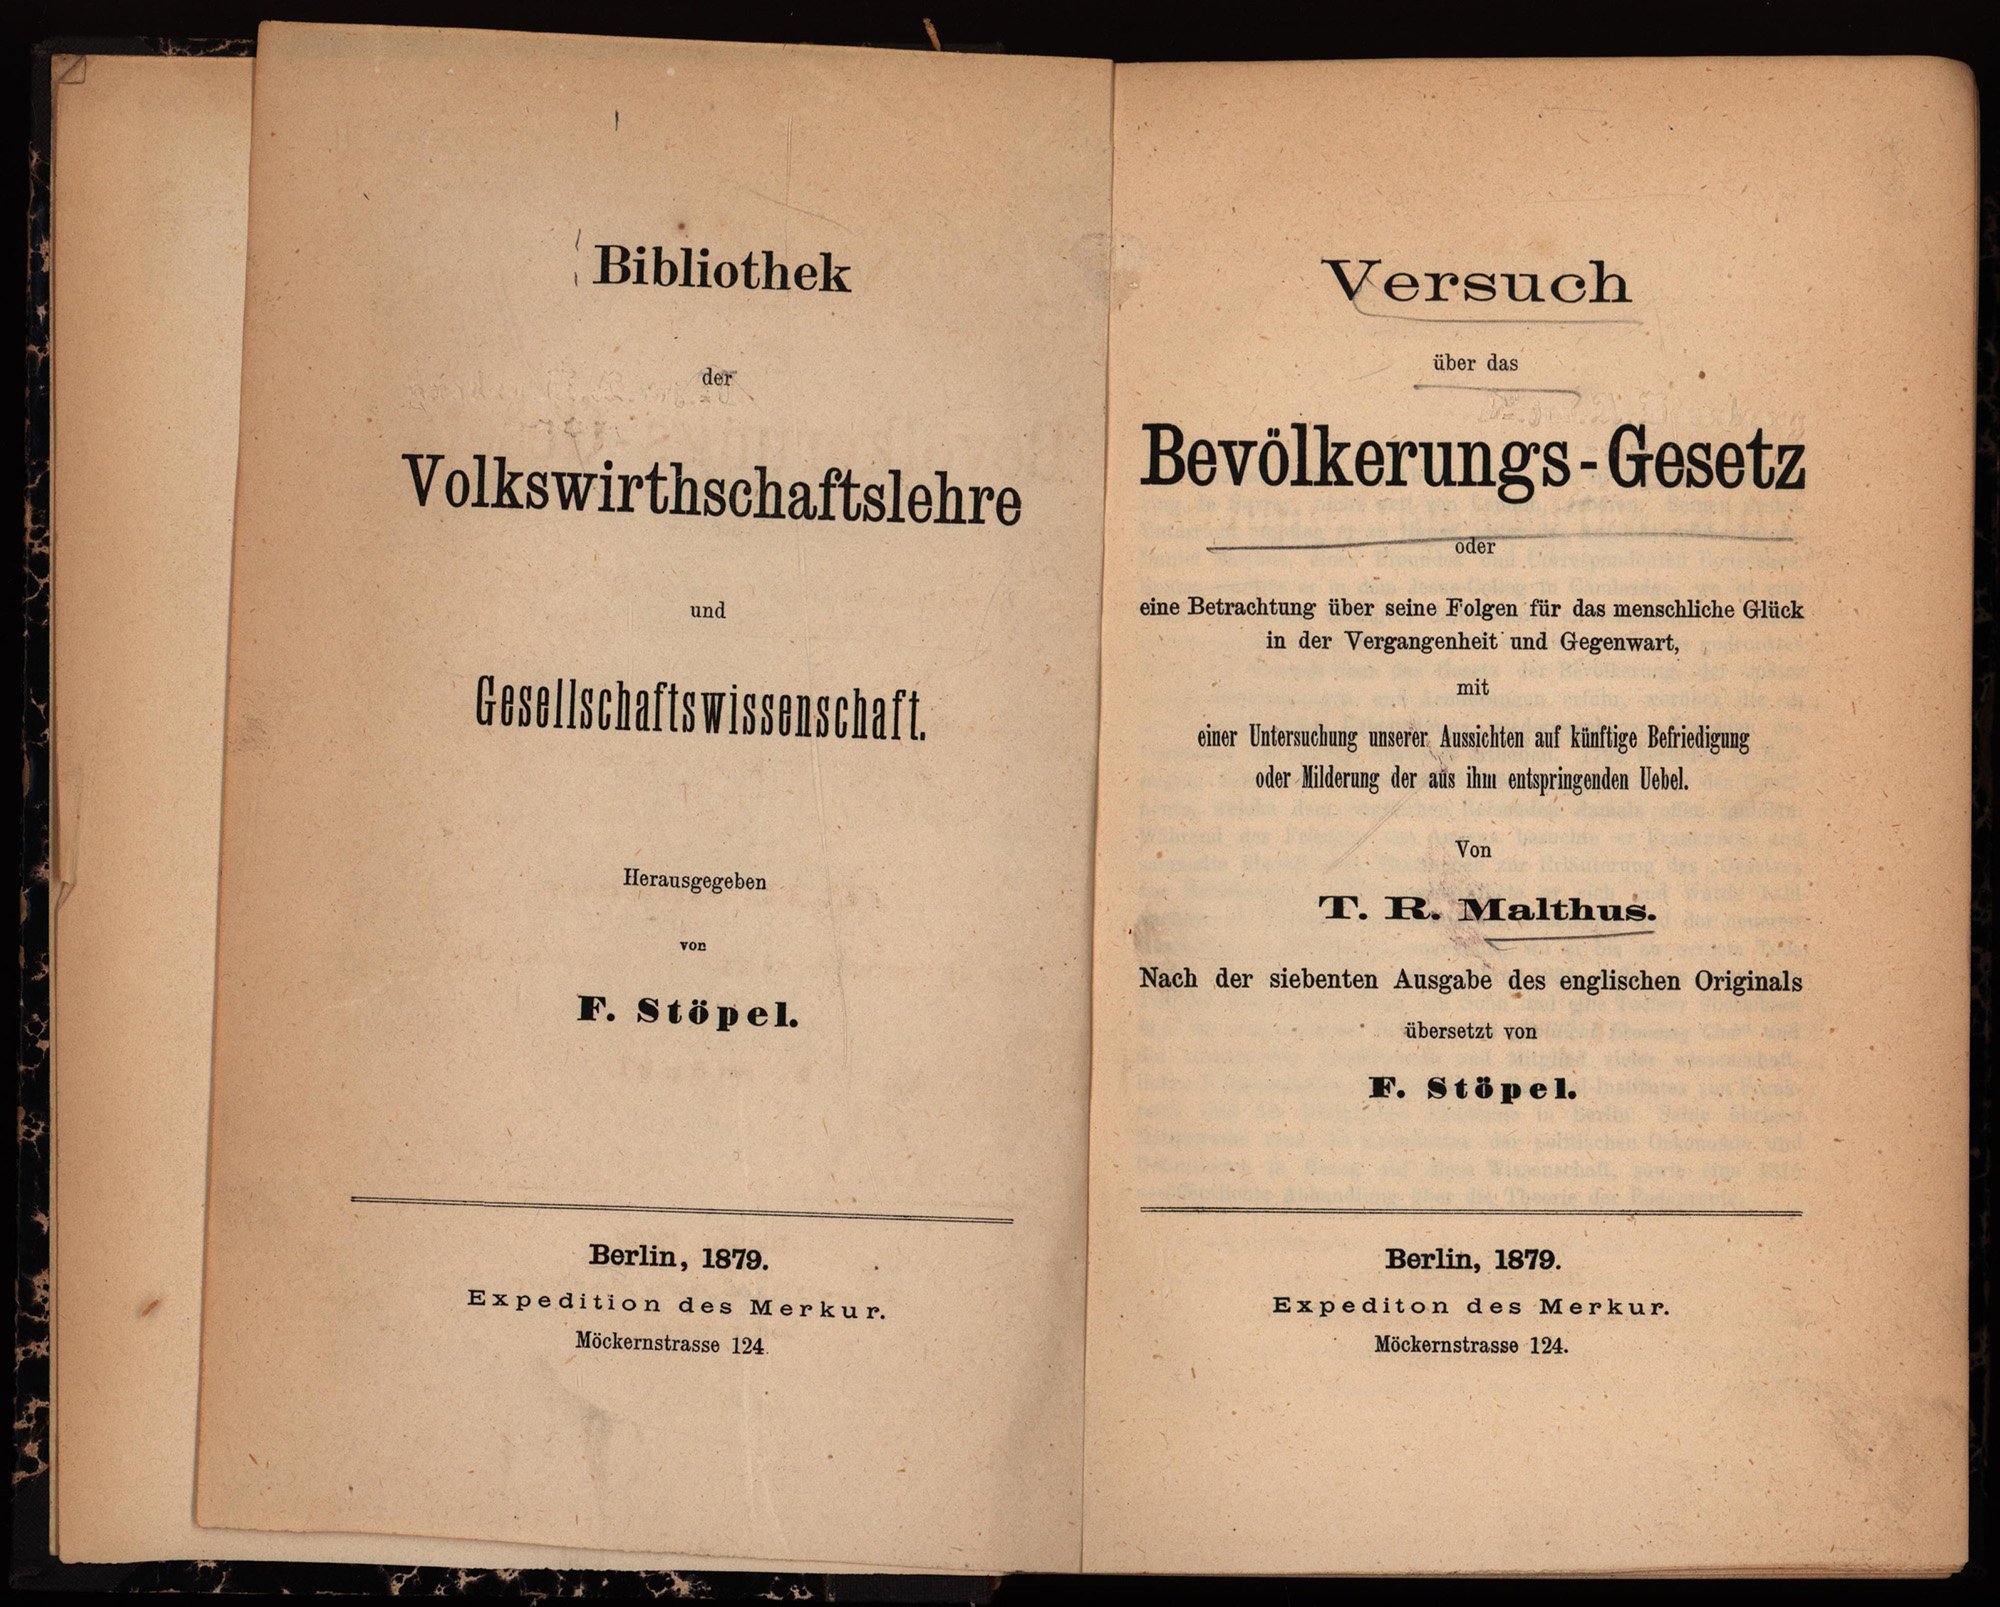 Bibliothek
der
Volkswirthschaftslehre
und
Gesellschaftswissenschaft.
Herausgegeben
von
F. Stöpel.
Berlin, 1879.
Expedition des Merkur.
Möckernstrasse 124.
Versuch
über das
Bevölkerungs-Gesetz
oder
eine Betrachtung über seine Folgen für das menschliche Glück
in der Vergangenheit und Gegenwart,
mit
einer Untersuchung unserer Aussichten auf künftige Befriedigung
oder Milderung der aus ihm entspringenden Uebel.
Von
T. R. Malthus.
Nach der siebenten Ausgabe des englischen Originals
übersetzt von
F. Stöpel.
Berlin, 1879.
Expediton des Merkur.
Möckernstrasse 124.